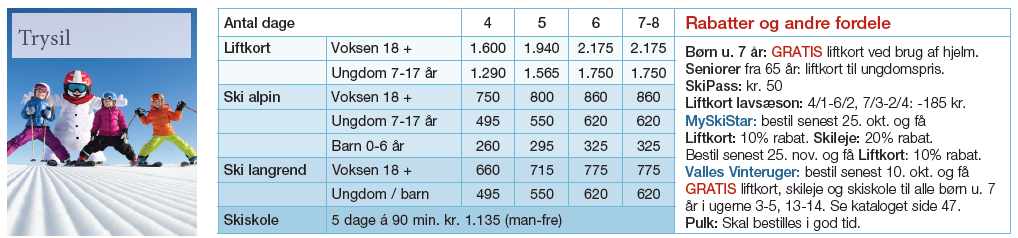 Trysil
Antal dage 4 5 6 7-8
Liftkort Voksen 18 + 1.600 1.940 2.175 2.175
Ungdom 7-17 år 1.290 1.565 1.750 1.750
Ski alpin Voksen 18 + 750 800 860 860
Ungdom 7-17 år 495 550 620 620
Barn 0-6 år 260 295 325 325
Ski langrend Voksen 18 + 660 715 775 775
Ungdom / barn 495 550 620 620
Skiskole 5 dage á 90 min. kr. 1.135 (man-fre)
Rabatter og andre fordele
Børn u. 7 år: GRATIS liftkort ved brug af hjelm.
Seniorer fra 65 år: liftkort til ungdomspris.
SkiPass: kr. 50
Liftkort lavsæson: 4/1-6/2, 7/3-2/4: -185 kr.
MySkiStar: bestil senest 25. okt. og få
Liftkort: 10% rabat. Skileje: 20% rabat.
Bestil senest 25. nov. og få Liftkort: 10% rabat.
Valles Vinteruger: bestil senest 10. okt. og få
GRATIS liftkort, skileje og skiskole til alle børn u. 7
år i ugerne 3-5, 13-14. Se kataloget side 47.
Pulk: Skal bestilles i god tid.